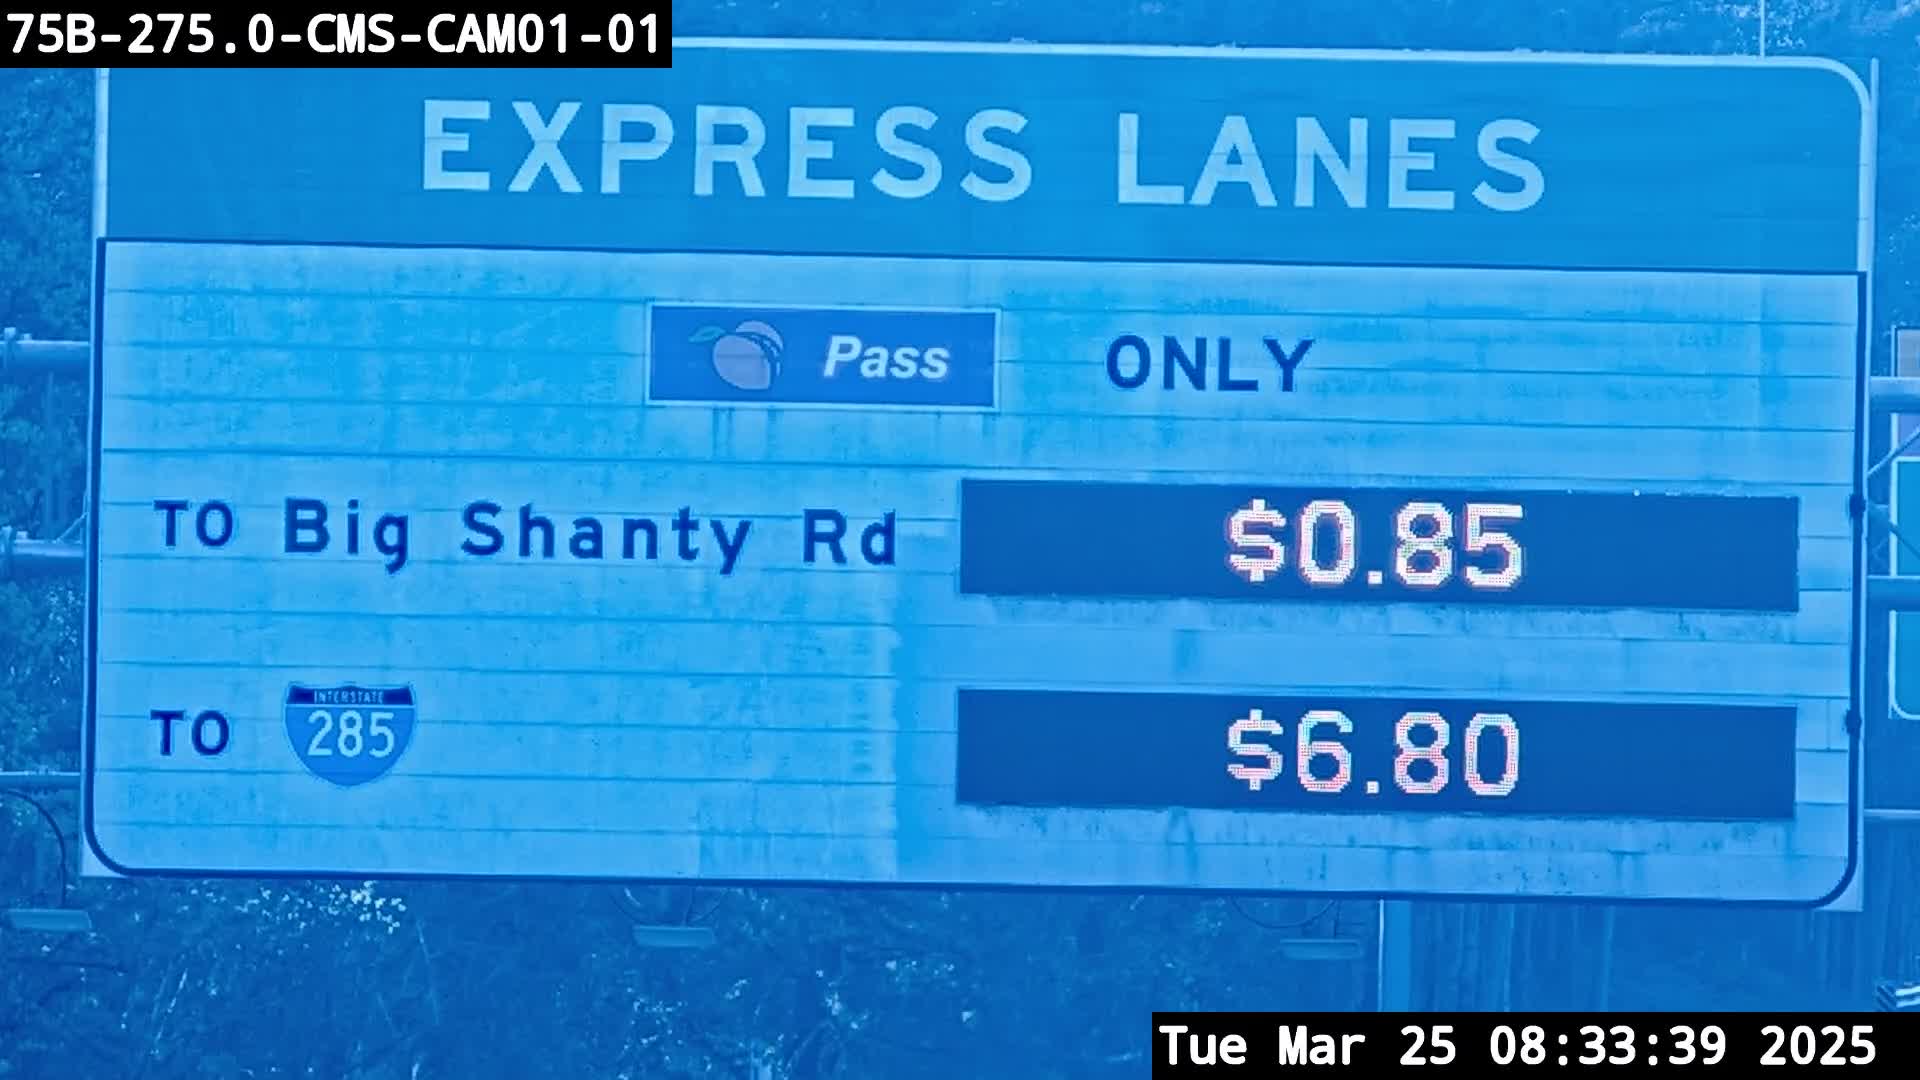 75B-275.0-CMS-CAM01-01
EXPRESS LANES
Pass ONLY
TO Big Shanty Rd $0.85
INTERSTATE
TO 285 $6.80
Tue Mar 25 08:33:39 2025